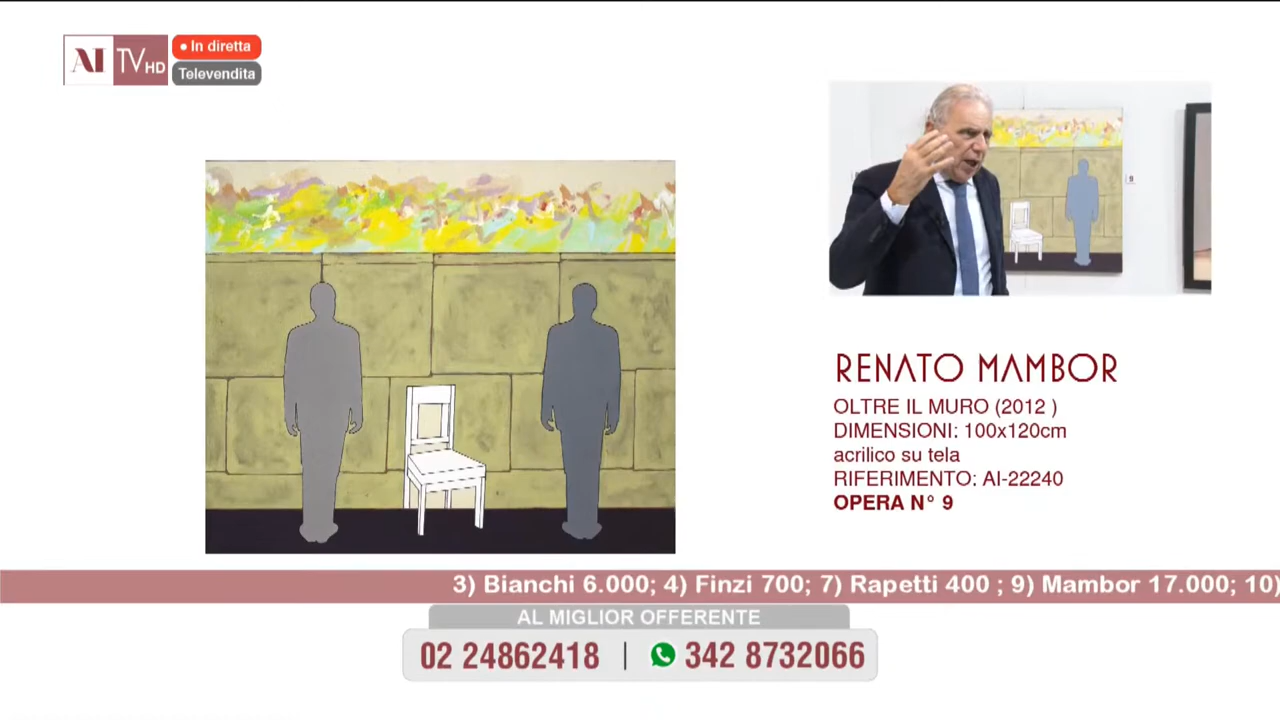 AI TV HD
• In diretta
Televendita
9
RENATO MAMBOR
OLTRE IL MURO (2012 )
DIMENSIONI: 100x120cm
acrilico su tela
RIFERIMENTO: AI-22240
OPERA N° 9
3) Bianchi 6.000; 4) Finzi 700; 7) Rapetti 400 ; 9) Mambor 17.000; 10)
AL MIGLIOR OFFERENTE
02 24862418 | 342 8732066